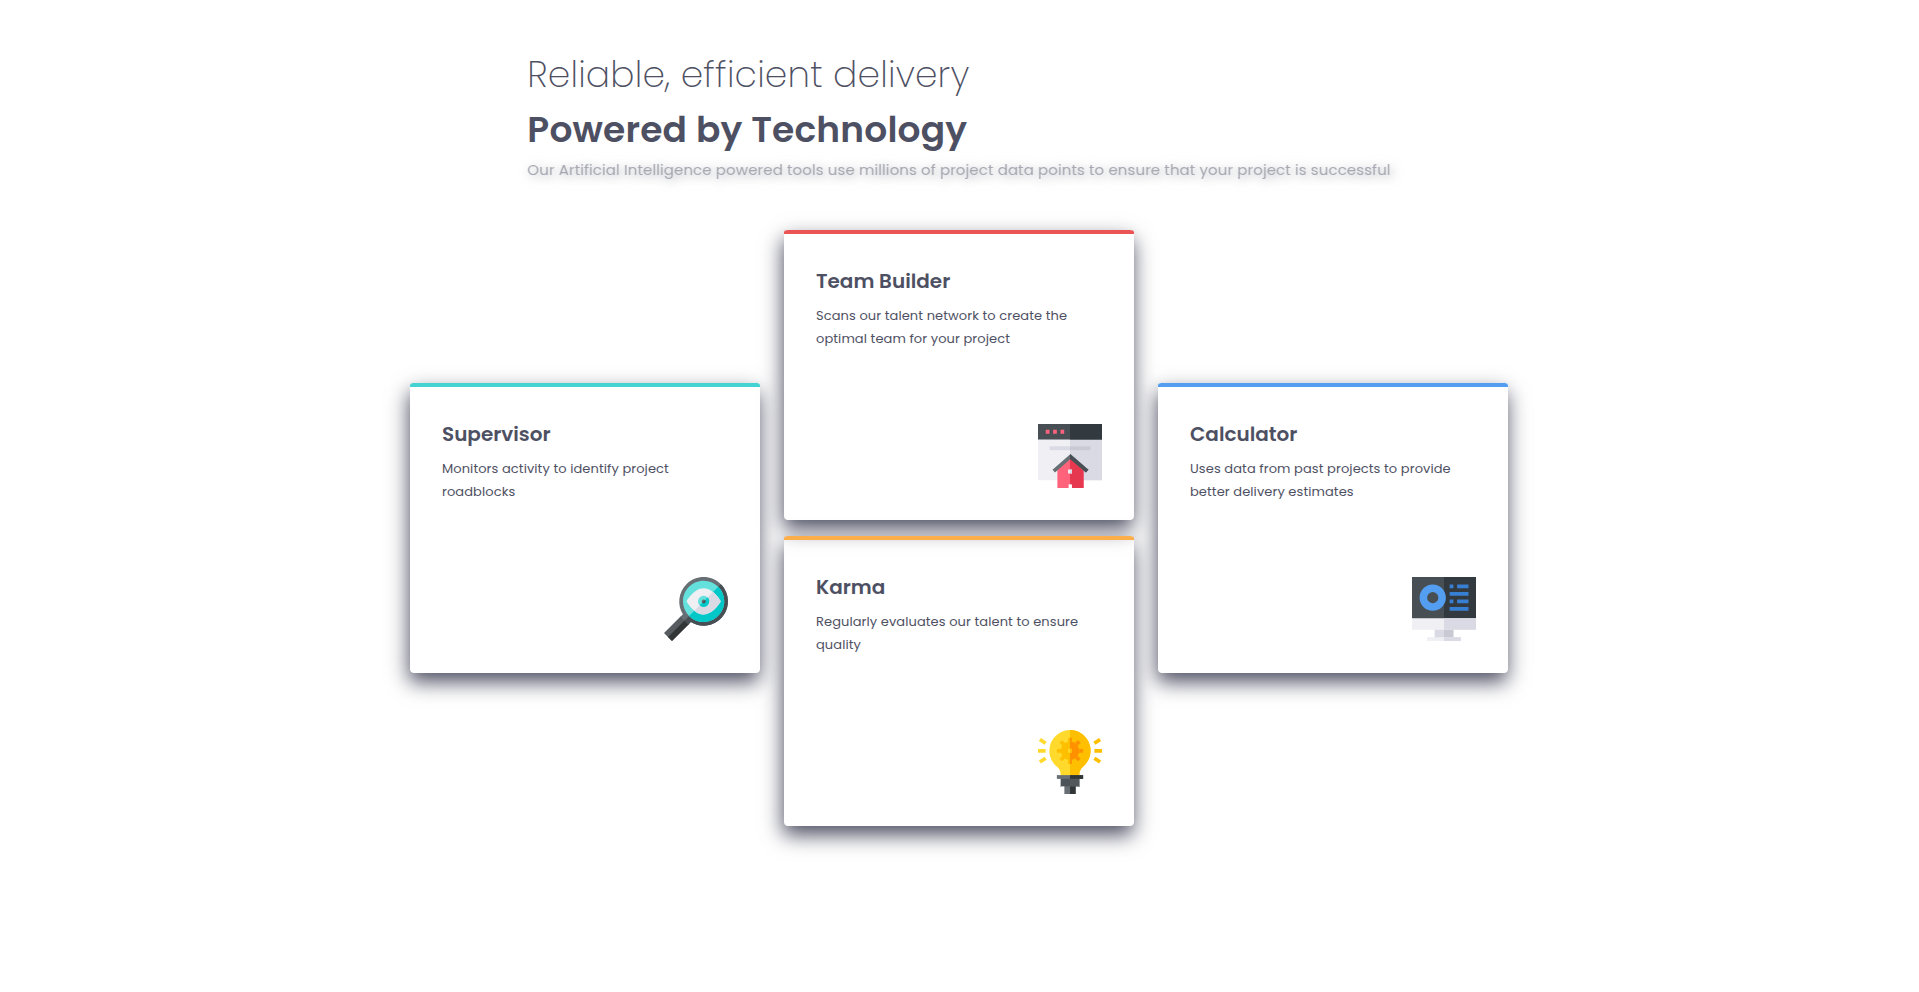 Reliable, efficient delivery
Powered by Technology
Our Artificial Intelligence powered tools use millions of project data points to ensure that your project is successful
Team Builder
Scans our talent network to create the
optimal team for your project
Supervisor
Monitors activity to identify project
roadblocks
Calculator
Uses data from past projects to provide
better delivery estimates
Karma
Regularly evaluates our talent to ensure
quality